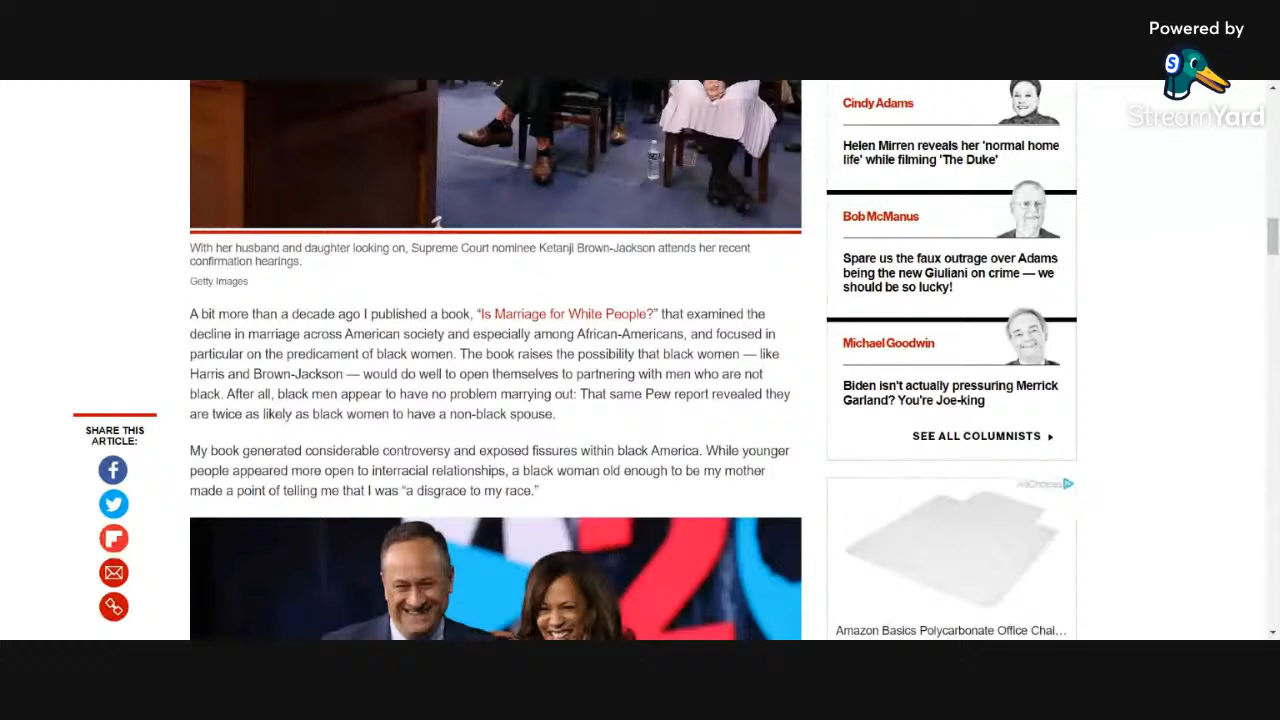 Powered by
StreamYard
With her husband and daughter looking on, Supreme Court nominee Ketanji Brown-Jackson attends her recent
confirmation hearings.
Getty Images
A bit more than a decade ago I published a book, “Is Marriage for White People?” that examined the
decline in marriage across American society and especially among African-Americans, and focused in
particular on the predicament of black women. The book raises the possibility that black women — like
Harris and Brown-Jackson — would do well to open themselves to partnering with men who are not
black. After all, black men appear to have no problem marrying out: That same Pew report revealed they
are twice as likely as black women to have a non-black spouse.
My book generated considerable controversy and exposed fissures within black America. While younger
people appeared more open to interracial relationships, a black woman old enough to be my mother
made a point of telling me that I was “a disgrace to my race.”
SHARE THIS
ARTICLE:
Cindy Adams
Helen Mirren reveals her 'normal home
life' while filming 'The Duke'
Bob McManus
Spare us the faux outrage over Adams
being the new Giuliani on crime — we
should be so lucky!
Michael Goodwin
Biden isn't actually pressuring Merrick
Garland? You're Joe-king
SEE ALL COLUMNISTS
AdChoices
Amazon Basics Polycarbonate Office Chai...